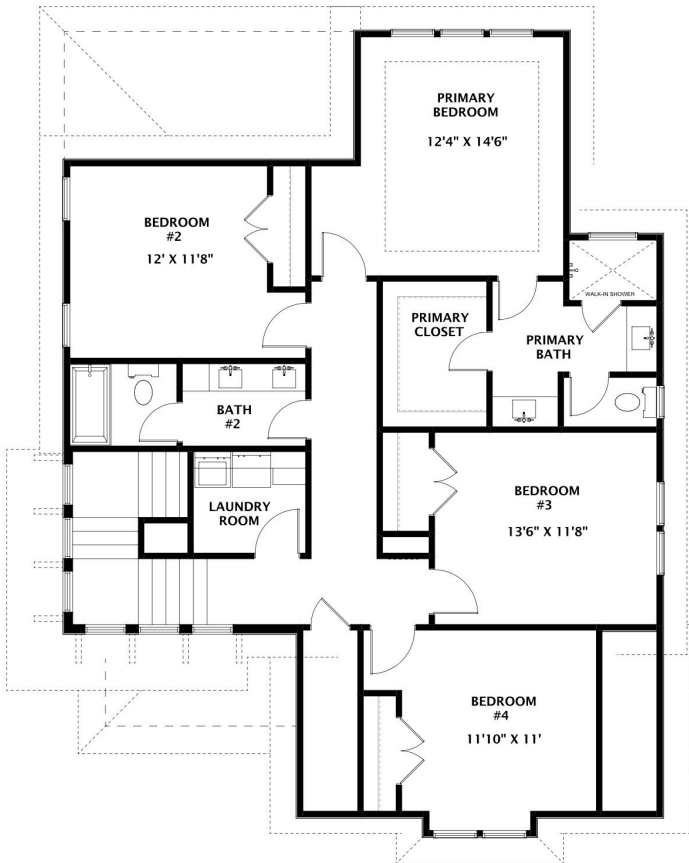 PRIMARY
BEDROOM
12'4" X 14'6"
BEDROOM
#2
12' X 11'8"
WALK-IN SHOWER
PRIMARY
CLOSET
PRIMARY
BATH
BATH
#2
LAUNDRY
ROOM
BEDROOM
#3
13'6" X 11'8"
BEDROOM
#4
11'10" X 11'